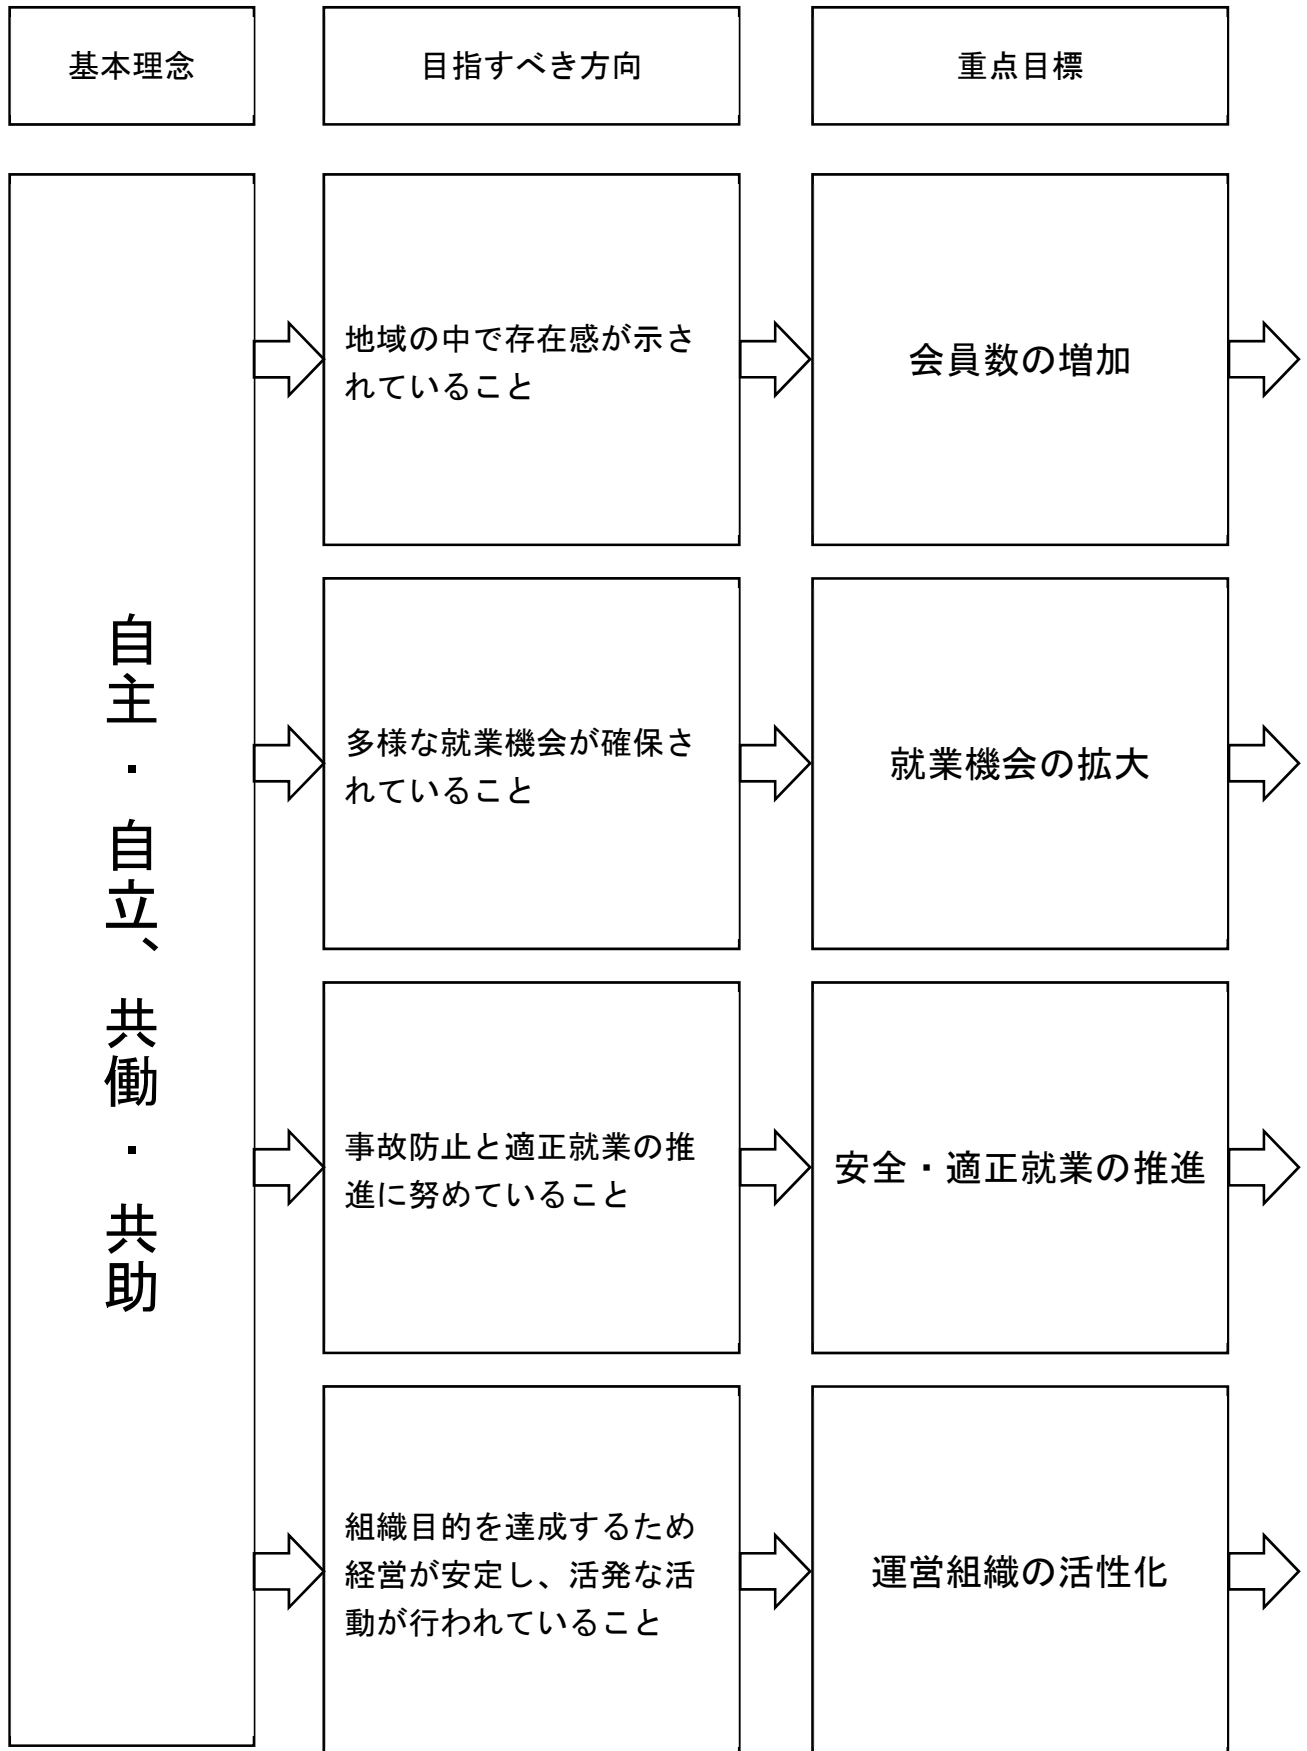 基本理念
目指すべき方向
重点目標
自主・自立、共働・共助
地域の中で存在感が示さ
れていること
会員数の増加
多様な就業機会が確保さ
れていること
就業機会の拡大
事故防止と適正就業の推
進に努めていること
安全・適正就業の推進
組織目的を達成するため
経営が安定し、活発な活
動が行われていること
運営組織の活性化